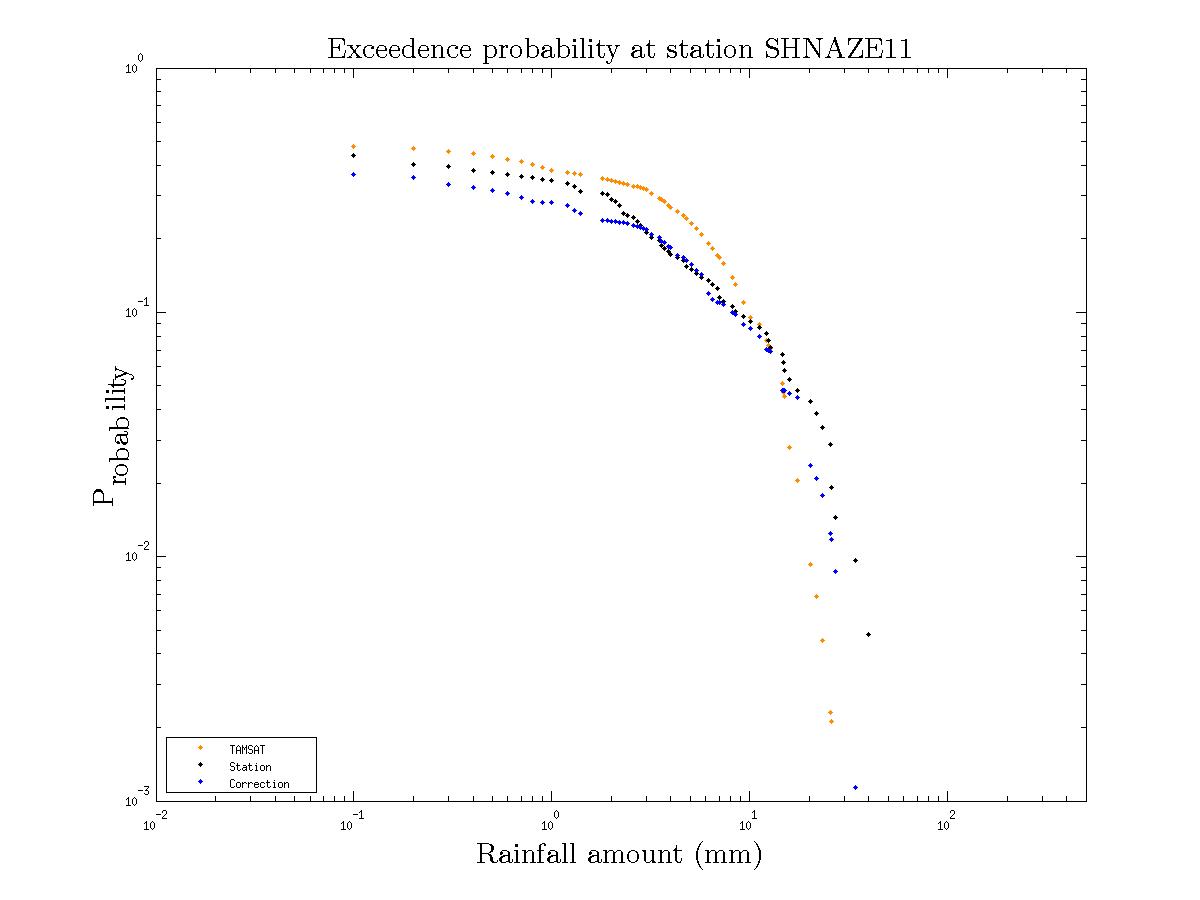 Exceedence probability at station SHNAZE11
10^0
10^-1
10^-2
10^-3
Probability
TAMSAT
Station
Correction
10^-2 10^-1 10^0 10^1 10^2
Rainfall amount (mm)